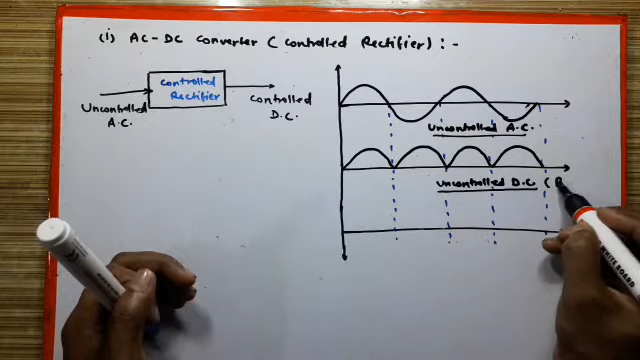 (i) AC-DC Converter (Controlled Rectifier) :-
Controlled
Rectifier
Uncontrolled
A.C.
Controlled
D.C.
Uncontrolled A.C.
Uncontrolled D.C. (
WHITE BOARD